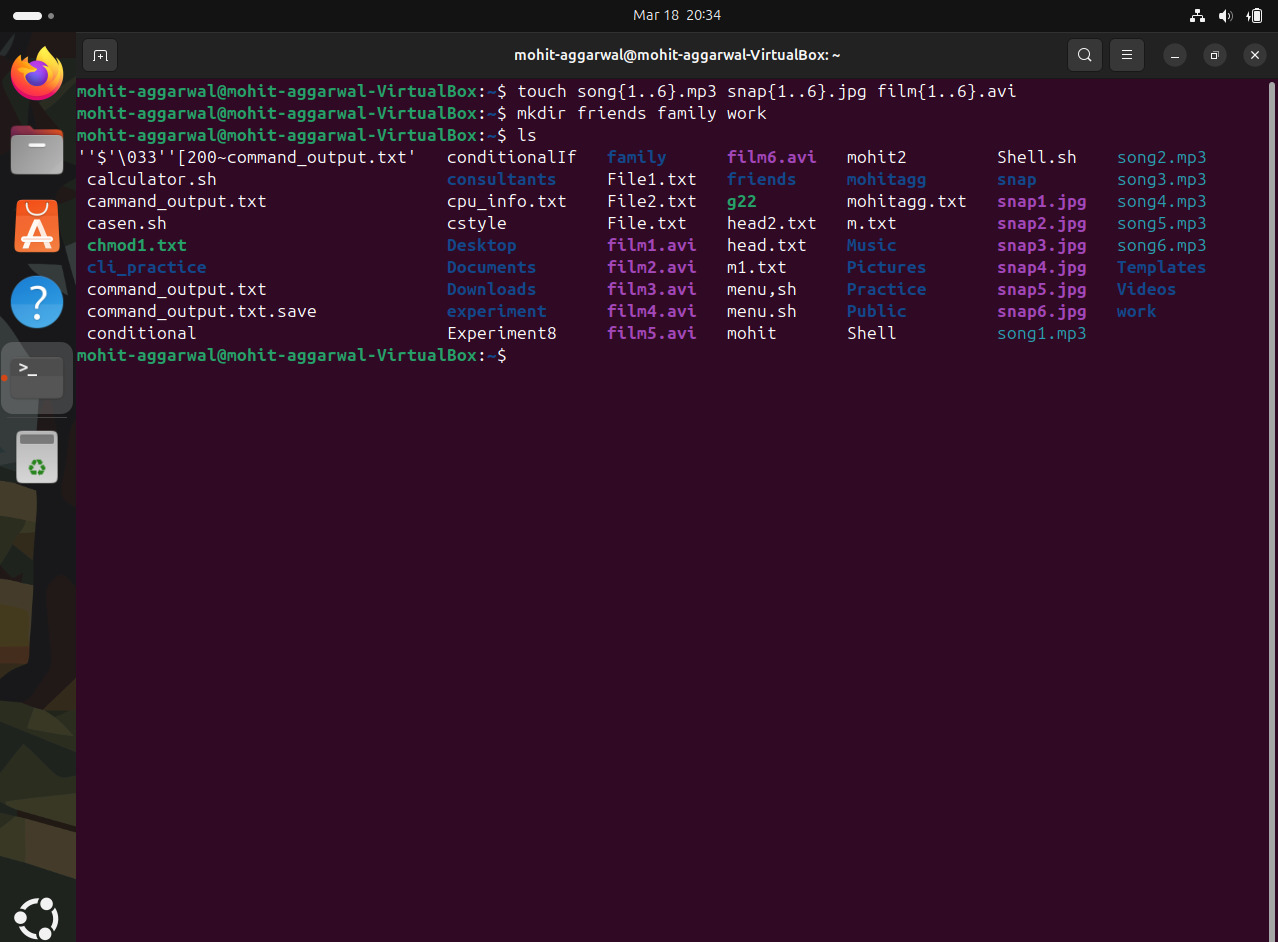 Mar 18 20:34
mohit-aggarwal@mohit-aggarwal-VirtualBox: ~
mohit-aggarwal@mohit-aggarwal-VirtualBox:~$ touch song{1..6}.mp3 snap{1..6}.jpg film{1..6}.avi
mohit-aggarwal@mohit-aggarwal-VirtualBox:~$ mkdir friends family work
mohit-aggarwal@mohit-aggarwal-VirtualBox:~$ ls
''$'\033''[200~command_output.txt' conditionalIf family film6.avi mohit2 Shell.sh song2.mp3
calculator.sh consultants File1.txt friends mohitagg snap song3.mp3
cammand_output.txt cpu_info.txt File2.txt g22 mohitagg.txt snap1.jpg song4.mp3
casen.sh cstyle File.txt head2.txt m.txt snap2.jpg song5.mp3
chmod1.txt Desktop film1.avi head.txt Music snap3.jpg song6.mp3
cli_practice Documents film2.avi m1.txt Pictures snap4.jpg Templates
command_output.txt Downloads film3.avi menu,sh Practice snap5.jpg Videos
command_output.txt.save experiment film4.avi menu.sh Public snap6.jpg work
conditional Experiment8 film5.avi mohit Shell song1.mp3
mohit-aggarwal@mohit-aggarwal-VirtualBox:~$